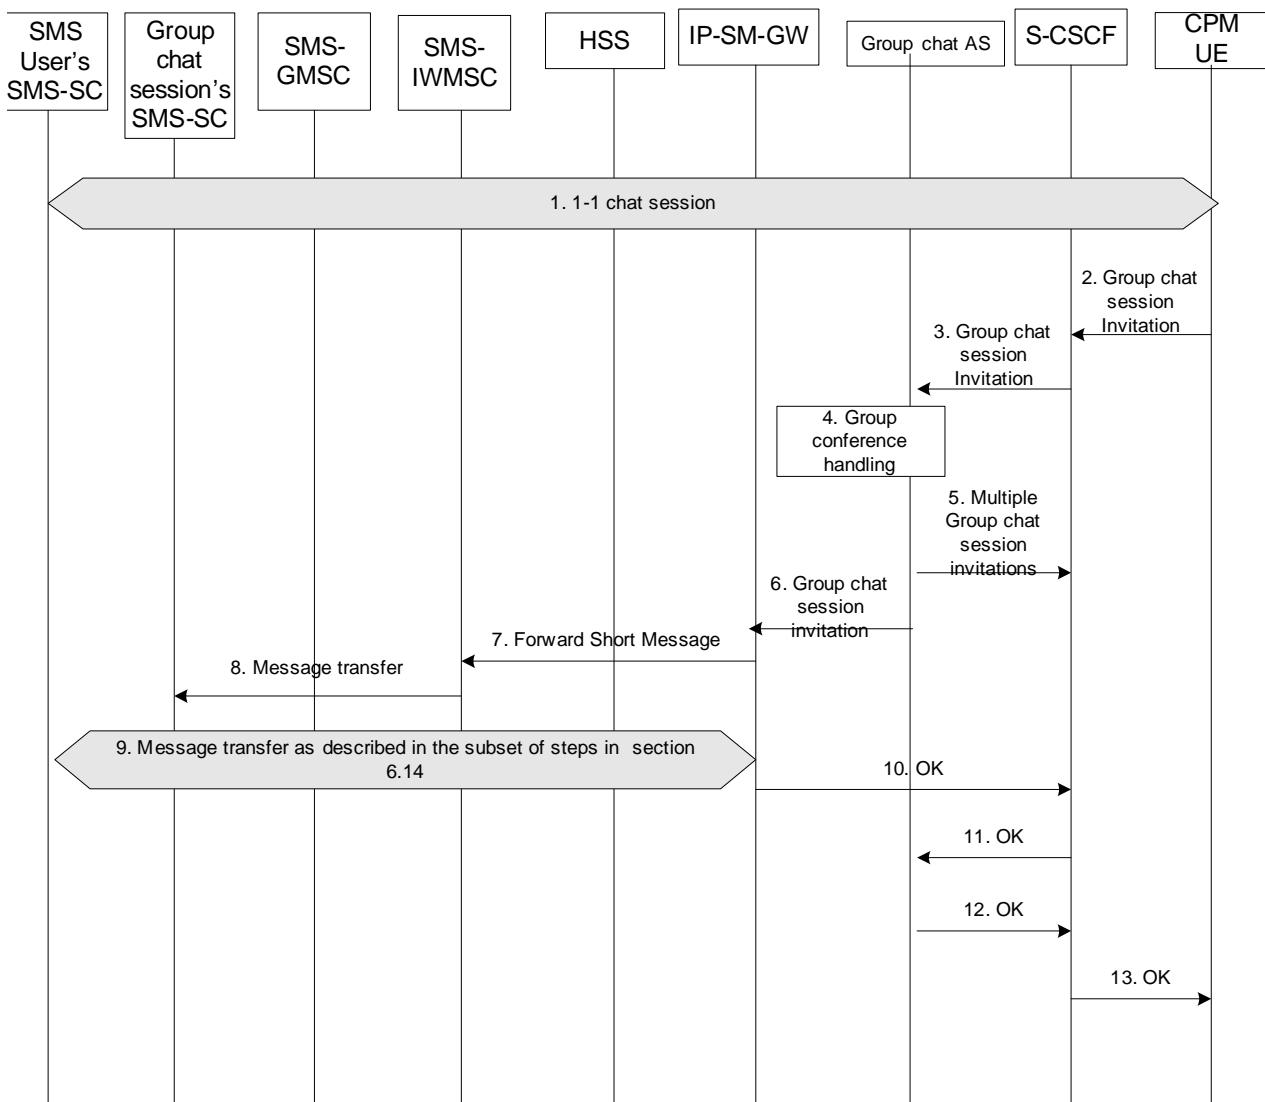 SMS
User's
SMS-SC
Group
chat
session's
SMS-SC
SMS-
GMSC
SMS-
IWMSC
HSS
IP-SM-GW
Group chat AS
S-CSCF
CPM
UE
1. 1-1 chat session
2. Group chat
session
Invitation
3. Group chat
session
Invitation
4. Group
conference
handling
5. Multiple
Group chat
session
invitations
6. Group chat
session
invitation
7. Forward Short Message
8. Message transfer
9. Message transfer as described in the subset of steps in section
6.14
10. OK
11. OK
12. OK
13. OK